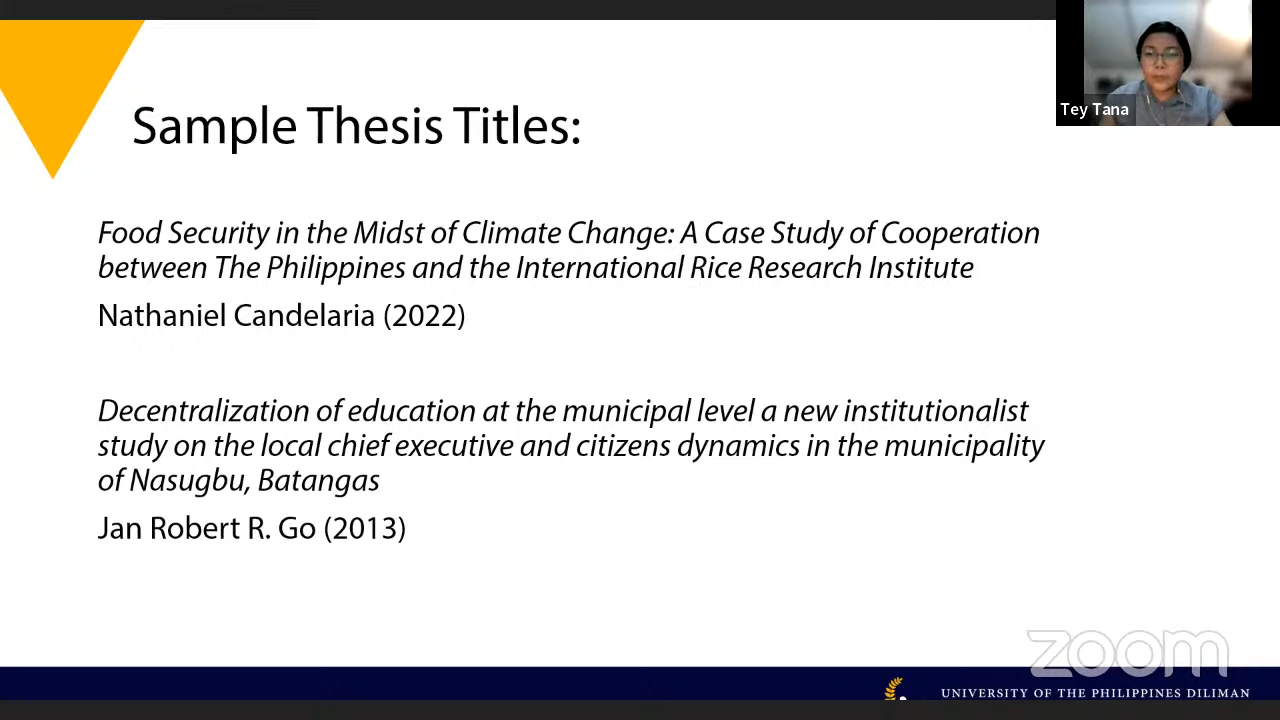 Tey Tana
Sample Thesis Titles:
Food Security in the Midst of Climate Change: A Case Study of Cooperation
between The Philippines and the International Rice Research Institute
Nathaniel Candelaria (2022)
Decentralization of education at the municipal level a new institutionalist
study on the local chief executive and citizens dynamics in the municipality
of Nasugbu, Batangas
Jan Robert R. Go (2013)
zoom
UNIVERSITY OF THE PHILIPPINES DILIMAN